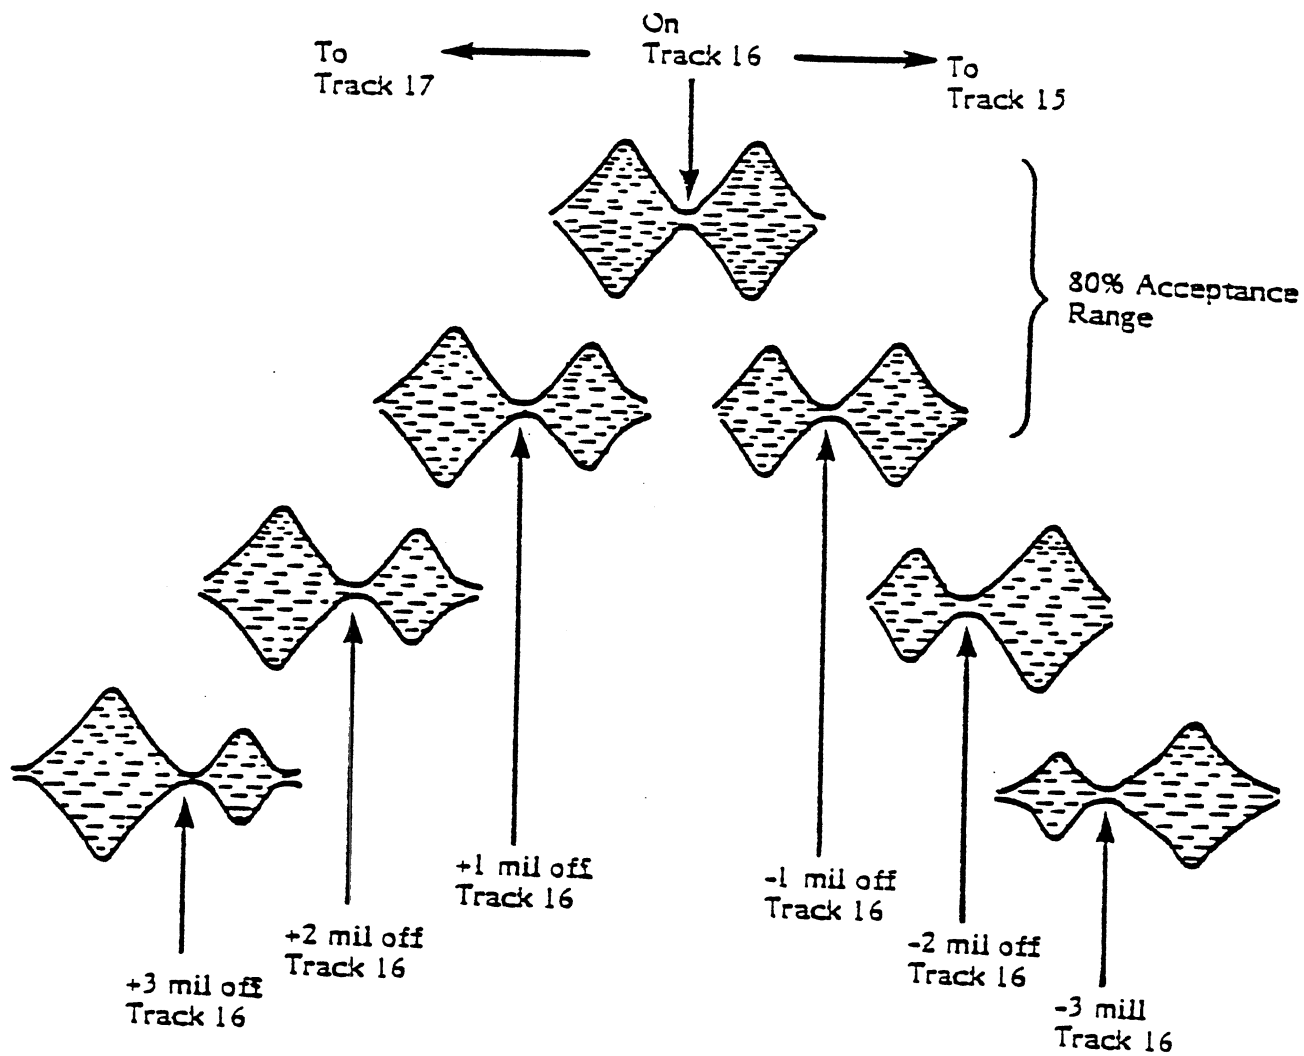 On
Track 16
To
Track 17
To
Track 15
80% Acceptance
Range
+1 mil off
Track 16
-1 mil off
Track 16
+2 mil off
Track 16
-2 mil off
Track 16
+3 mil off
Track 16
-3 mill
Track 16